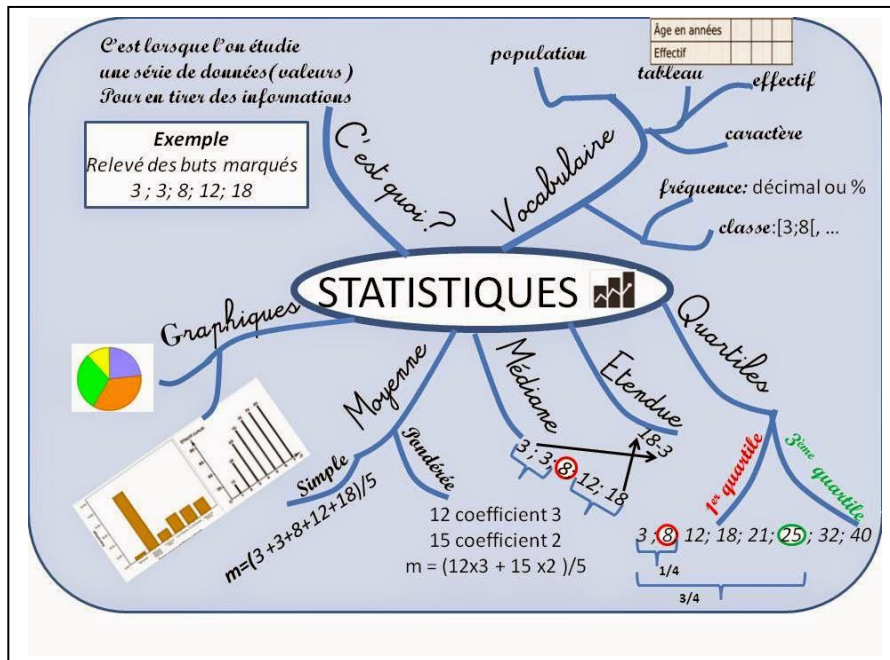 C'est lorsque l'on étudie
une série de données(valeurs)
Pour en tirer des informations
Exemple
Relevé des buts marqués
3 ; 3; 8; 12; 18
C'est quoi?
Vocabulaire
population
Âge en années
Effectif
tableau
effectif
caractère
fréquence: décimal ou %
classe:[3;8[, ...
STATISTIQUES
Graphiques
Moyenne
Simple
m=(3 +3+8+12+18)/5
Pondérée
12 coefficient 3
15 coefficient 2
m = (12x3 + 15 x2 )/5
Médiane
3 ; 3; 8; 12; 18
Etendue
18-3
Quartiles
1er quartile
3ème quartile
3 ; 8; 12; 18; 21; 25 ; 32; 40
1/4
3/4